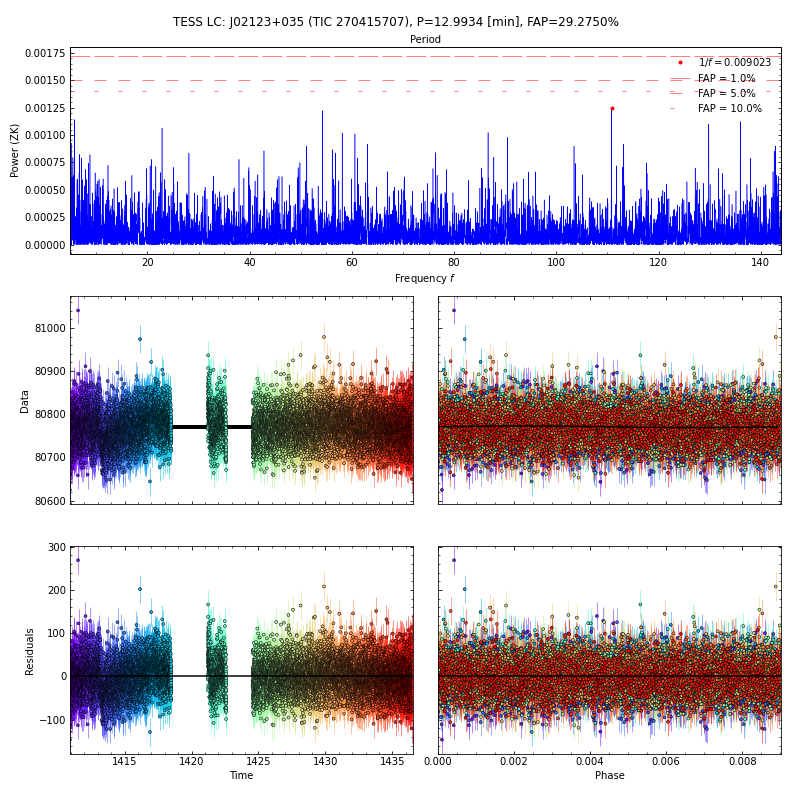 TESS LC: J02123+035 (TIC 270415707), P=12.9934 [min], FAP=29.2750%
Period
0.00175
0.00150
0.00125
0.00100
0.00075
0.00050
0.00025
0.00000
Power (ZK)
1/f = 0.009023
FAP = 1.0%
FAP = 5.0%
FAP = 10.0%
20 40 60 80 100 120 140
Frequency f
81000
80900
80800
80700
80600
Data
300
200
100
0
−100
Residuals
1415 1420 1425 1430 1435
Time
0.000 0.002 0.004 0.006 0.008
Phase